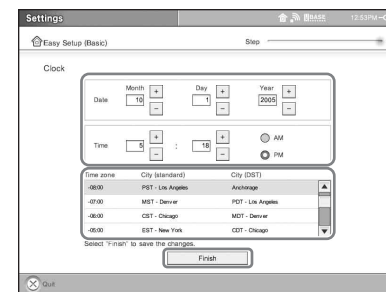 Settings
BASE 12:53PM
Easy Setup (Basic) Step
Clock
Month Day Year
Date 10 + - 1 + - 2005 + -
Time 5 + - : 18 + - AM
PM
Time zone City (standard) City (DST)
-08:00 PST - Los Angeles Anchorage
-07:00 MST - Denver PDT - Los Angeles
-06:00 CST - Chicago MDT - Denver
-05:00 EST - New York CDT - Chicago
Select "Finish" to save the changes.
Finish
Quit